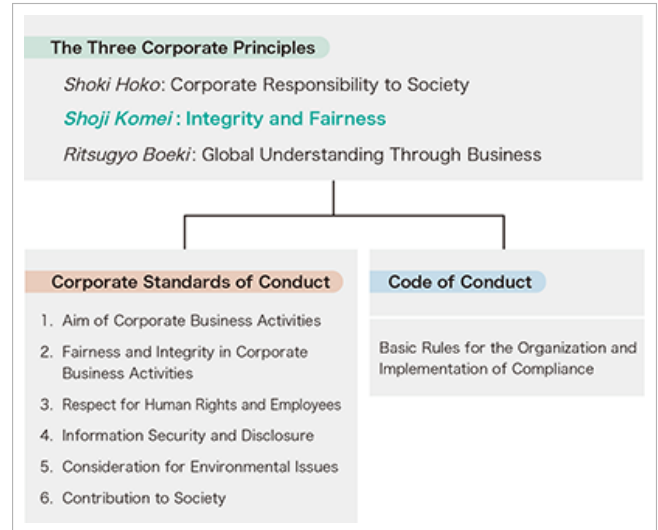 The Three Corporate Principles
Shoki Hoko: Corporate Responsibility to Society
Shoji Komei : Integrity and Fairness
Ritsugyo Boeki: Global Understanding Through Business
Corporate Standards of Conduct
1. Aim of Corporate Business Activities
2. Fairness and Integrity in Corporate
Business Activities
3. Respect for Human Rights and Employees
4. Information Security and Disclosure
5. Consideration for Environmental Issues
6. Contribution to Society
Code of Conduct
Basic Rules for the Organization and
Implementation of Compliance